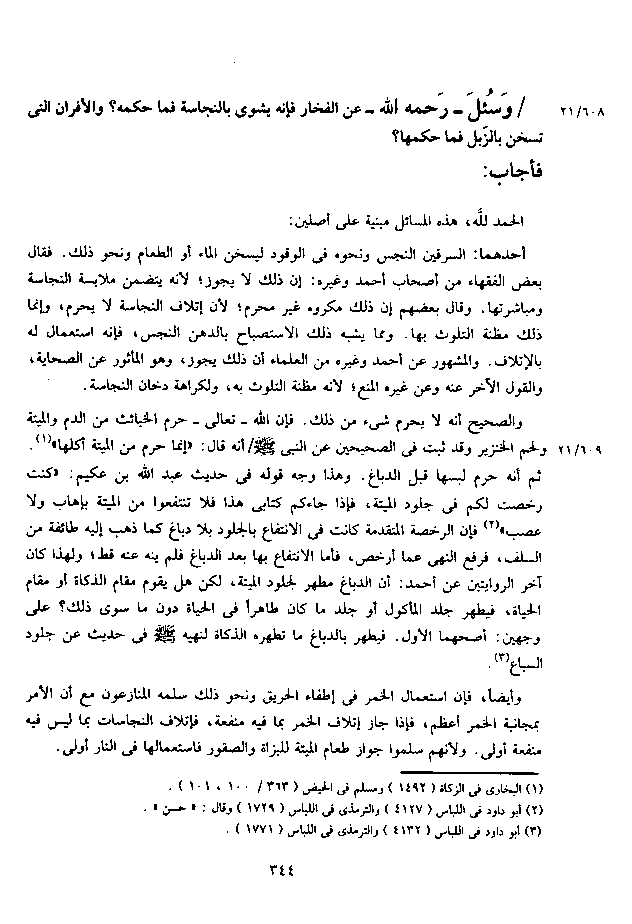 ٢١/٦٠٨ / وَسُئلَ ـ رَحمه الله ـ عن الفخار فإنه يشوى بالنجاسة فما حكمه؟ والأفران التى
تسخن بالزِّبل فما حكمها؟
فأجاب:
الحمد للَّه، هذه المسائل مبنية على أصلين:
أحدهما: السرقين النجس ونحوه فى الوقود ليسخن الماء أو الطعام ونحو ذلك. فقال
بعض الفقهاء من أصحاب أحمد وغيره: إن ذلك لا يجوز؛ لأنه يتضمن ملابسة النجاسة
ومباشرتها. وقال بعضهم إن ذلك مكروه غير محرم؛ لأن إتلاف النجاسة لا يحرم، وإنما
ذلك مظنة التلوث بها. ومما يشبه ذلك الاستصباح بالدهن النجس، فإنه استعمال له
بالإتلاف. والمشهور عن أحمد وغيره من العلماء أن ذلك يجوز، وهو المأثور عن الصحابة،
والقول الآخر عنه وعن غيره المنع؛ لأنه مظنة التلوث به، ولكراهة دخان النجاسة.
والصحيح أنه لا يحرم شىء من ذلك. فإن الله ـ تعالى ـ حرم الخبائث من الدم والميتة
٢١/٦٠٩ ولحم الخنزير وقد ثبت فى الصحيحين عن النبى ﷺ/ أنه قال: «إنما حرم من الميتة أكلها»(١).
ثم أنه حرم لبسها قبل الدباغ. وهذا وجه قوله فى حديث عبد الله بن عكيم: «كنت
رخصت لكم فى جلود الميتة، فإذا جاءكم كتابى هذا فلا تنتفعوا من الميتة بإهاب ولا
عصب»(٢) فإن الرخصة المتقدمة كانت فى الانتفاع بالجلود بلا دباغ كما ذهب إليه طائفة من
السلف، فرفع النهى عما أرخص، فأما الانتفاع بها بعد الدباغ فلم ينه عنه قط؛ ولهذا كان
آخر الروايتين عن أحمد: أن الدباغ مطهر لجلود الميتة، لكن هل يقوم مقام الذكاة أو مقام
الحياة، فيطهر جلد المأكول أو جلد ما كان طاهراً فى الحياة دون ما سوى ذلك؟ على
وجهين: أصحهما الأول. فيطهر بالدباغ ما تطهره الذكاة لنهيه ﷺ فى حديث عن جلود
السباع(٣).
وأيضاً، فإن استعمال الخمر فى إطفاء الحريق ونحو ذلك سلمه المنازعون مع أن الأمر
بمجانبة الخمر أعظم، فإذا جاز إتلاف الخمر بما فيه منفعة، فإتلاف النجاسات بما ليس فيه
منفعة أولى. ولأنهم سلموا جواز طعام الميتة للبزاة والصقور فاستعمالها فى النار أولى.
(١) البخارى فى الزكاة ( ١٤٩٢ ) ومسلم فى الحيض ( ٣٦٣ / ١٠٠ ، ١٠١ ) .
(٢) أبو داود فى اللباس ( ٤١٢٧ ) والترمذى فى اللباس ( ١٧٢٩ ) وقال : « حسن » .
(٣) أبو داود فى اللباس ( ٤١٣٢ ) والترمذى فى اللباس ( ١٧٧١ ) .
٣٤٤